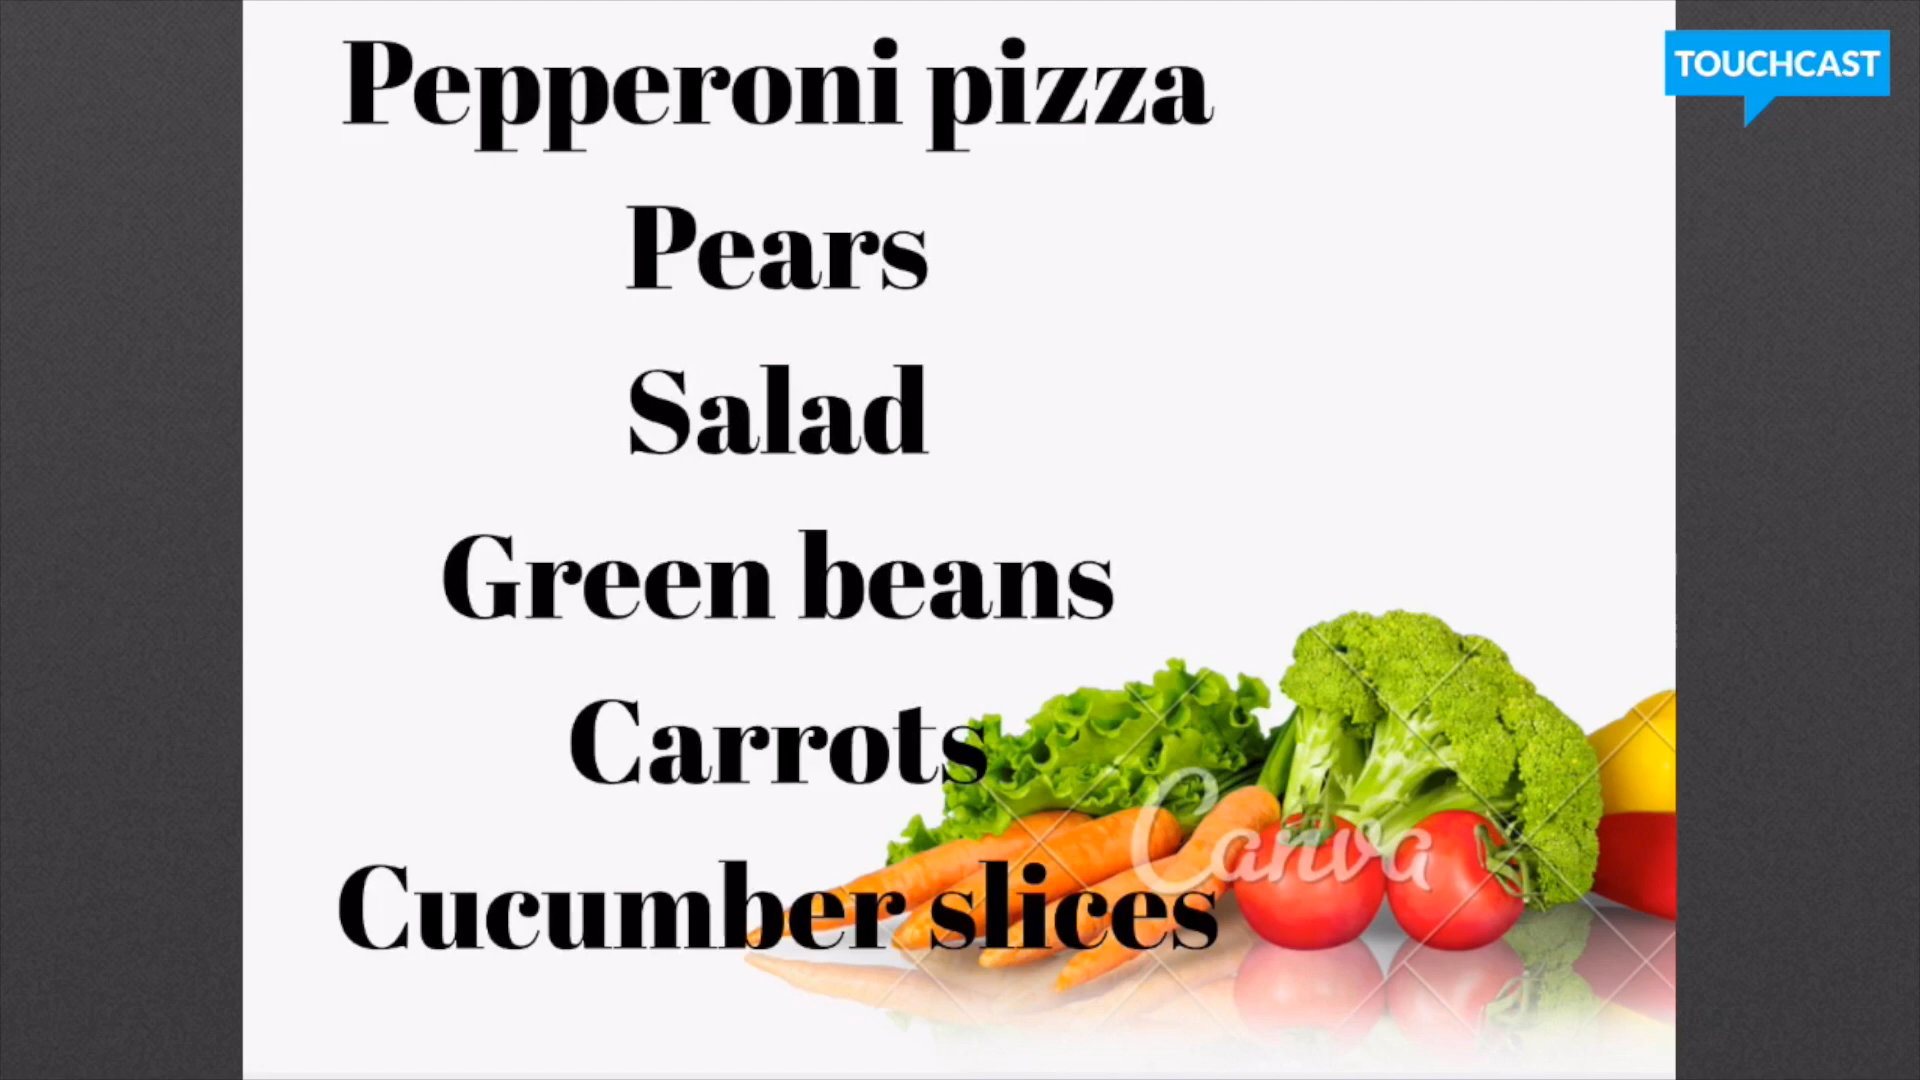 Pepperoni pizza
TOUCHCAST
Pears
Salad
Green beans
Carrots
Canva
Cucumber slices